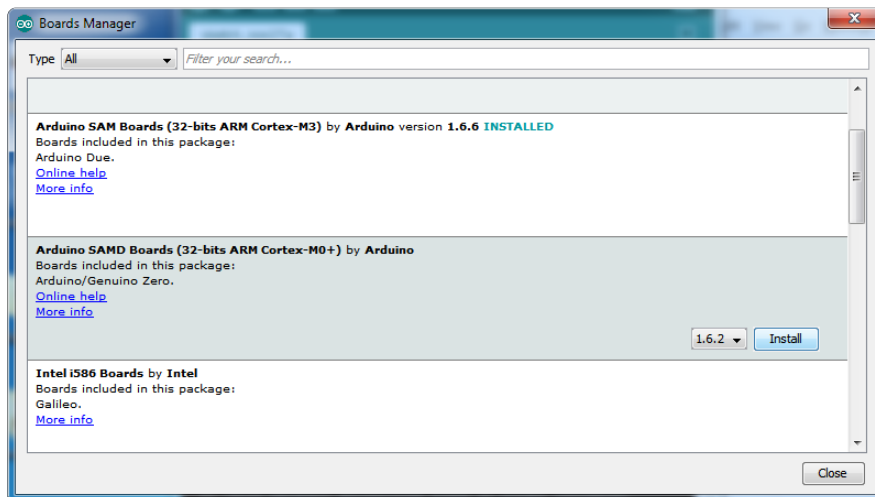 Boards Manager
Type All Filter your search...
Arduino SAM Boards (32-bits ARM Cortex-M3) by Arduino version 1.6.6 INSTALLED
Boards included in this package:
Arduino Due.
Online help
More info
Arduino SAMD Boards (32-bits ARM Cortex-M0+) by Arduino
Boards included in this package:
Arduino/Genuino Zero.
Online help
More info
1.6.2 Install
Intel i586 Boards by Intel
Boards included in this package:
Galileo.
More info
Close